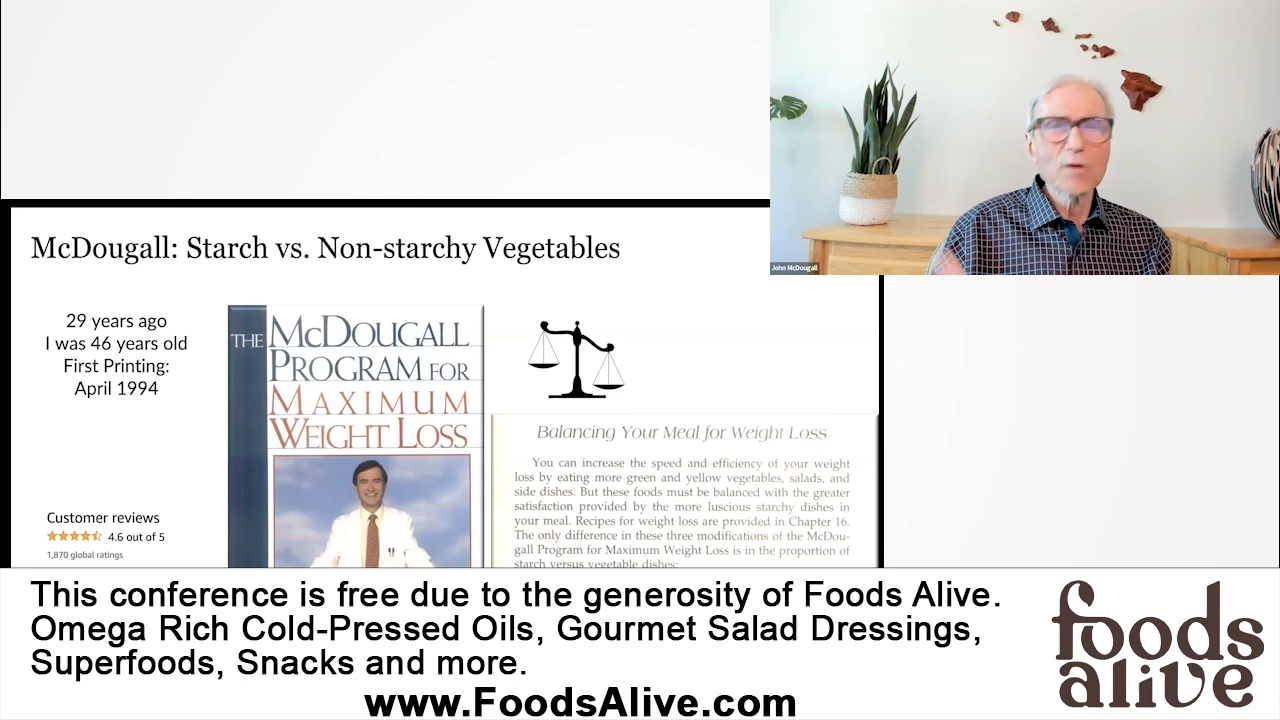 John McDougall
McDougall: Starch vs. Non-starchy Vegetables
29 years ago
I was 46 years old
First Printing:
April 1994
THE McDOUGALL
PROGRAM FOR
MAXIMUM
WEIGHT LOSS
Customer reviews
4.6 out of 5
1,870 global ratings
Balancing Your Meal for Weight Loss
You can increase the speed and efficiency of your weight
loss by eating more green and yellow vegetables, salads, and
side dishes. But these foods must be balanced with the greater
satisfaction provided by the more luscious starchy dishes in
your meal. Recipes for weight loss are provided in Chapter 16.
The only difference in these three modifications of the McDou-
gall Program for Maximum Weight Loss is in the proportion of
starch versus vegetable dishes:
This conference is free due to the generosity of Foods Alive.
Omega Rich Cold-Pressed Oils, Gourmet Salad Dressings,
Superfoods, Snacks and more.
www.FoodsAlive.com
foods
alive